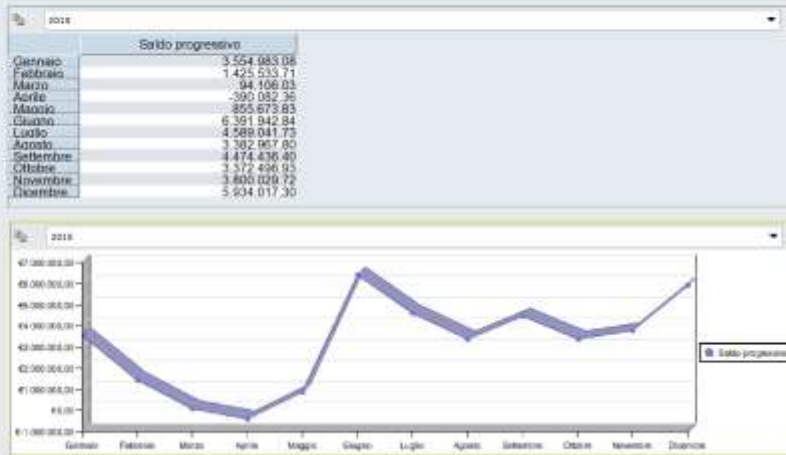 2015
Saldo progressivo
Gennaio 3.554.983,08
Febbraio 1.425.533,71
Marzo 94.106,03
Aprile -390.082,36
Maggio 855.673,83
Giugno 6.391.942,84
Luglio 4.589.041,73
Agosto 3.382.967,80
Settembre 4.474.436,40
Ottobre 3.372.496,93
Novembre 3.800.029,72
Dicembre 5.934.017,30
2015
€7.000.000,00
€6.000.000,00
€5.000.000,00
€4.000.000,00
€3.000.000,00
€2.000.000,00
€1.000.000,00
€0,00
€-1.000.000,00
Saldo progressivo
Gennaio Febbraio Marzo Aprile Maggio Giugno Luglio Agosto Settembre Ottobre Novembre Dicembre